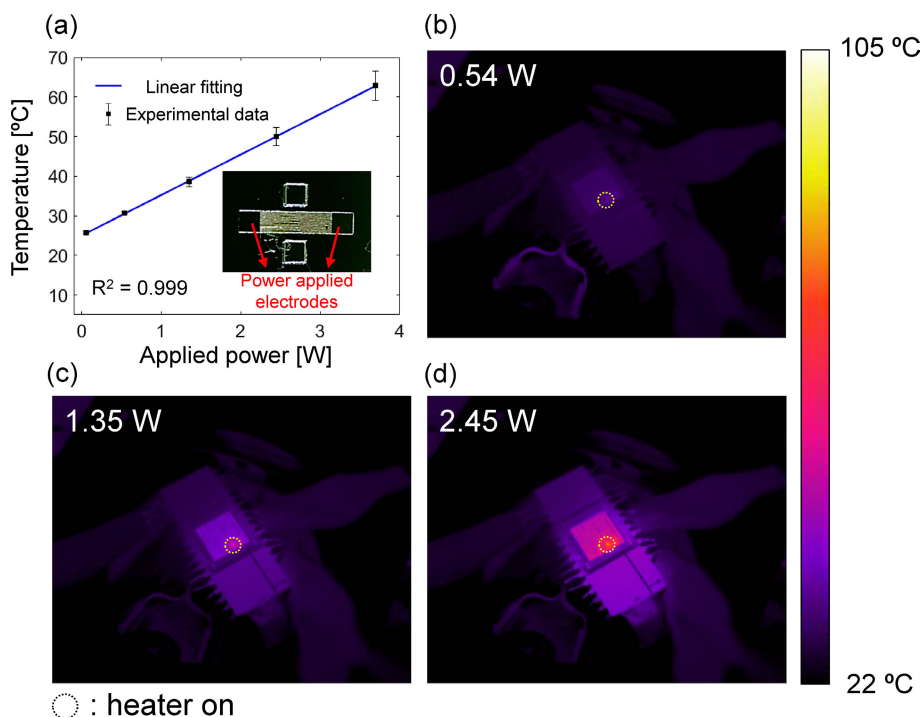 (a)
70
60
50
40
30
20
10
Temperature [ºC]
Linear fitting
Experimental data
Power applied
electrodes
R² = 0.999
0
1
2
3
4
Applied power [W]
(b)
0.54 W
105 ºC
22 ºC
(c)
1.35 W
(d)
2.45 W
: heater on